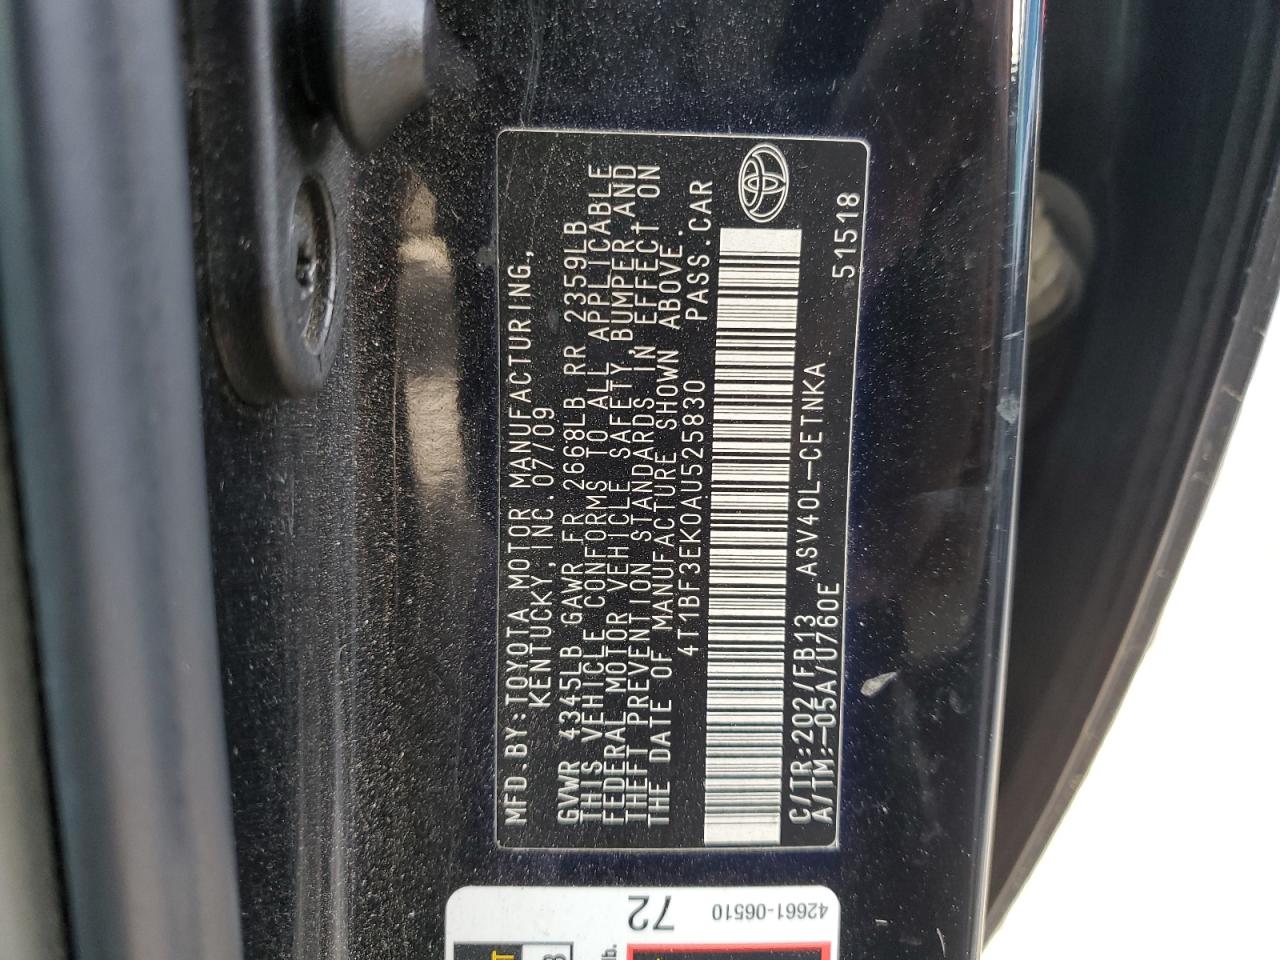 MFD.BY:TOYOTA MOTOR MANUFACTURING.,
KENTUCKY, INC.07/09
GVWR 4345LB GAWR FR 2668LB RR 2359LB
THIS VEHICLE CONFORMS TO ALL APPLICABLE
FEDERAL MOTOR VEHICLE SAFETY, BUMPER,AND
THEFT PREVENTION STANDARDS IN EFFECT ON
THE DATE OF MANUFACTURE SHOWN ABOVE.
4T1BF3EK0AU525830 PASS.CAR
C/TR:202/FB13 ASV40L-CETNKA
A/TM:-05A/U760E 51518
72
42661-06510
lb.